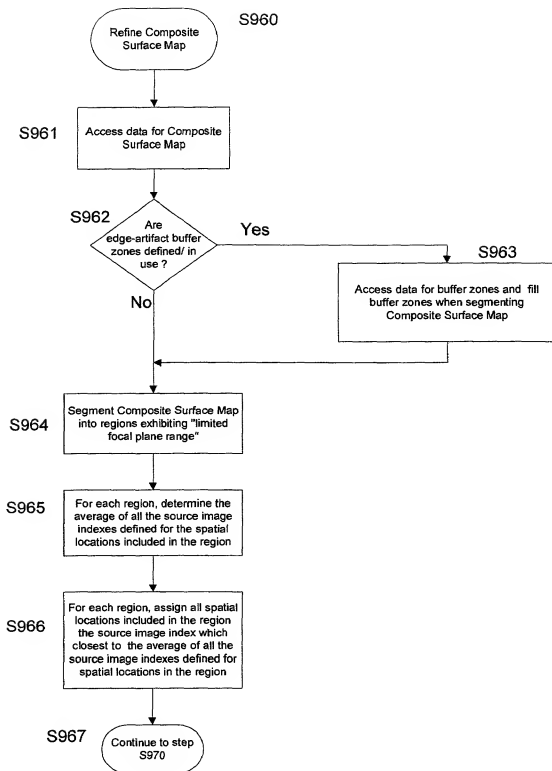 S960
Refine Composite
Surface Map
S961
Access data for Composite
Surface Map
S962
Are
edge-artifact buffer
zones defined/ in
use ?
Yes
No
S963
Access data for buffer zones and fill
buffer zones when segmenting
Composite Surface Map
S964
Segment Composite Surface Map
into regions exhibiting "limited
focal plane range"
S965
For each region, determine the
average of all the source image
indexes defined for the spatial
locations included in the region
S966
For each region, assign all spatial
locations included in the region
the source image index which
closest to the average of all the
source image indexes defined for
spatial locations in the region
S967
Continue to step
S970